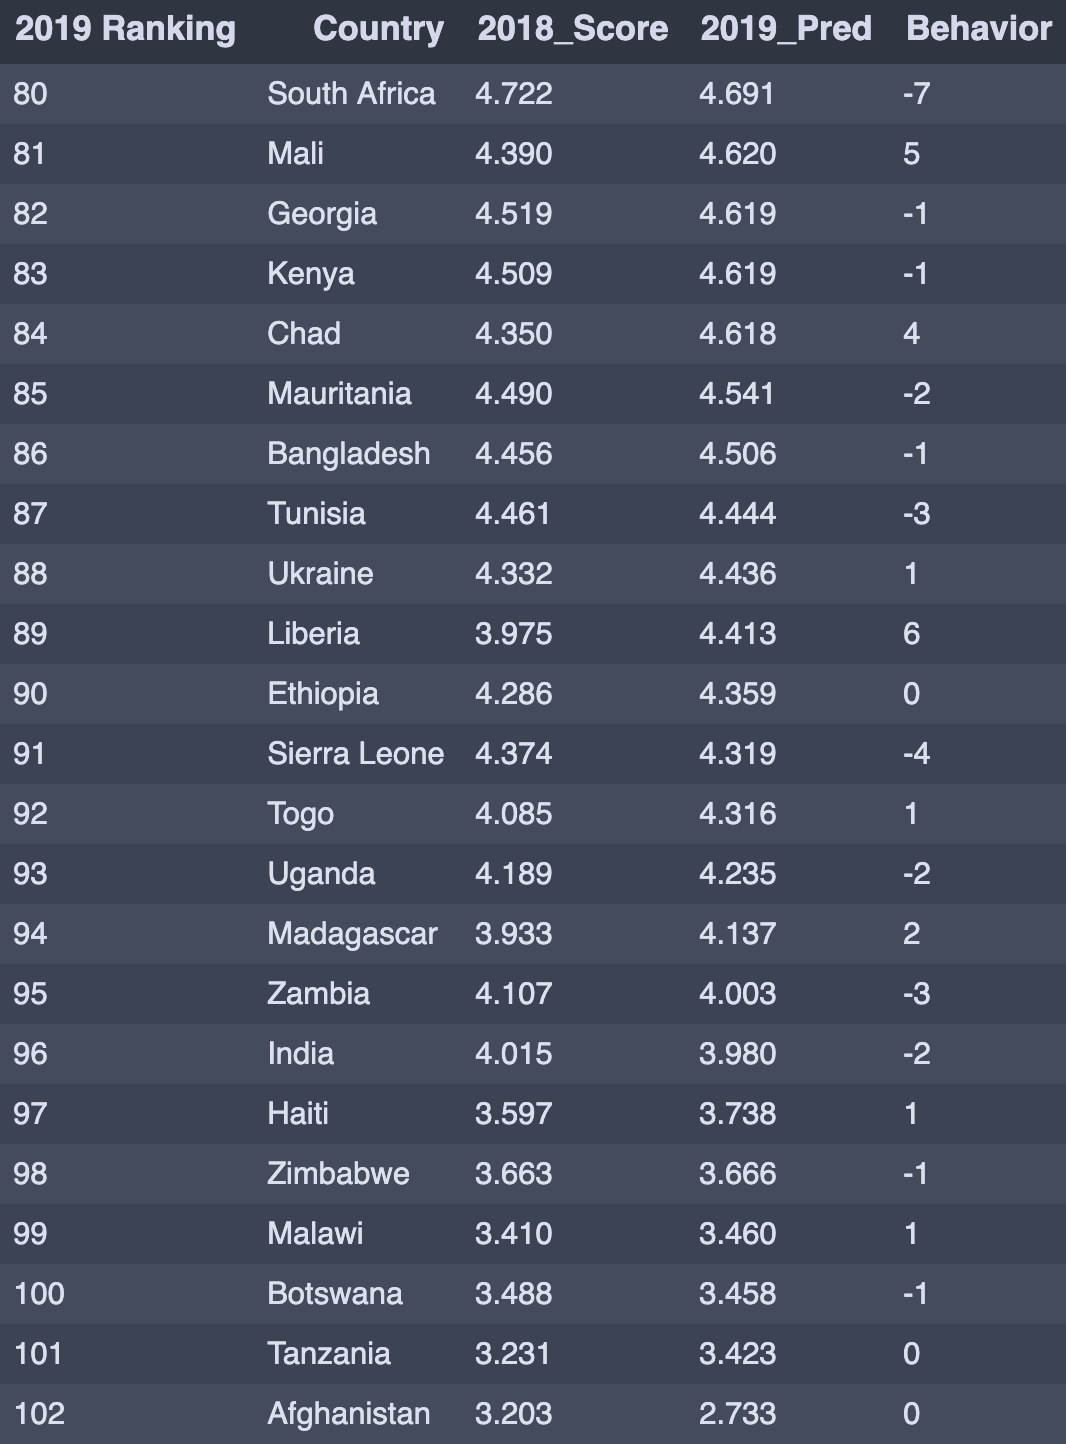 2019 Ranking Country 2018_Score 2019_Pred Behavior
80 South Africa 4.722 4.691 -7
81 Mali 4.390 4.620 5
82 Georgia 4.519 4.619 -1
83 Kenya 4.509 4.619 -1
84 Chad 4.350 4.618 4
85 Mauritania 4.490 4.541 -2
86 Bangladesh 4.456 4.506 -1
87 Tunisia 4.461 4.444 -3
88 Ukraine 4.332 4.436 1
89 Liberia 3.975 4.413 6
90 Ethiopia 4.286 4.359 0
91 Sierra Leone 4.374 4.319 -4
92 Togo 4.085 4.316 1
93 Uganda 4.189 4.235 -2
94 Madagascar 3.933 4.137 2
95 Zambia 4.107 4.003 -3
96 India 4.015 3.980 -2
97 Haiti 3.597 3.738 1
98 Zimbabwe 3.663 3.666 -1
99 Malawi 3.410 3.460 1
100 Botswana 3.488 3.458 -1
101 Tanzania 3.231 3.423 0
102 Afghanistan 3.203 2.733 0